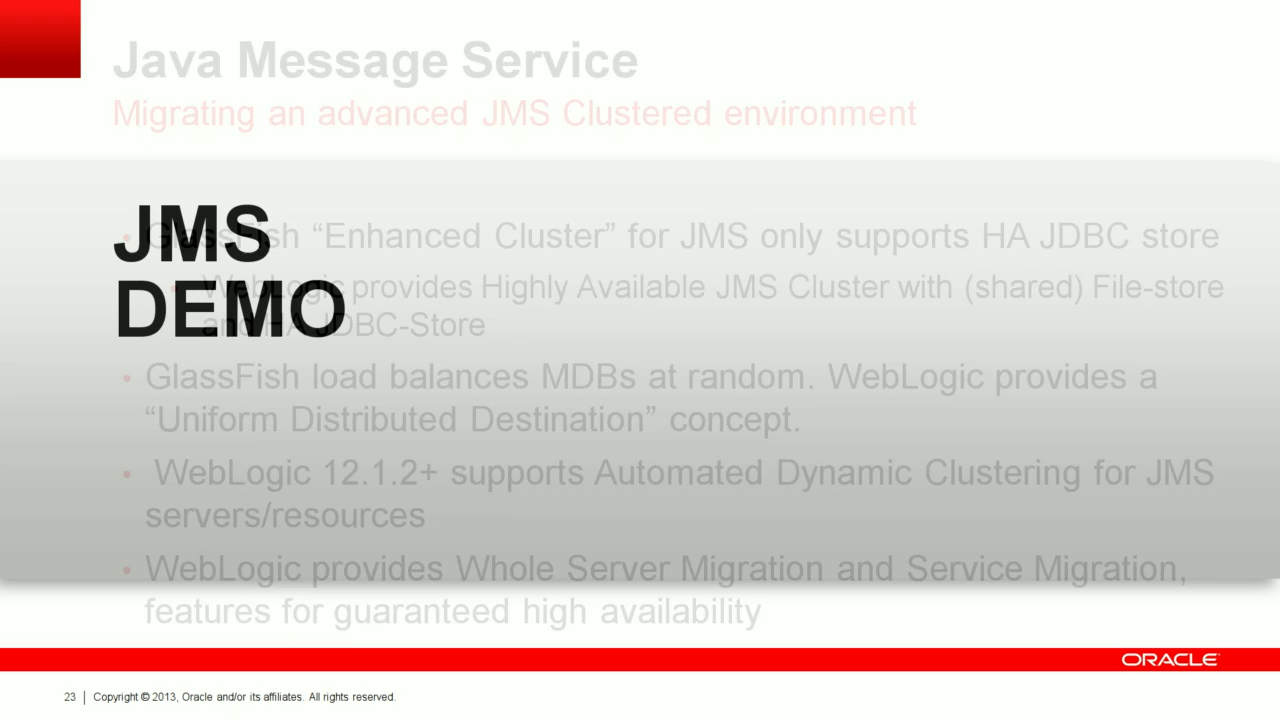 Java Message Service
Migrating an advanced JMS Clustered environment
JMS
DEMO
• GlassFish “Enhanced Cluster” for JMS only supports HA JDBC store
• WebLogic provides Highly Available JMS Cluster with (shared) File-store
and HA JDBC-Store
• GlassFish load balances MDBs at random. WebLogic provides a
“Uniform Distributed Destination” concept.
• WebLogic 12.1.2+ supports Automated Dynamic Clustering for JMS
servers/resources
• WebLogic provides Whole Server Migration and Service Migration,
features for guaranteed high availability
ORACLE
23 | Copyright © 2013, Oracle and/or its affiliates. All rights reserved.